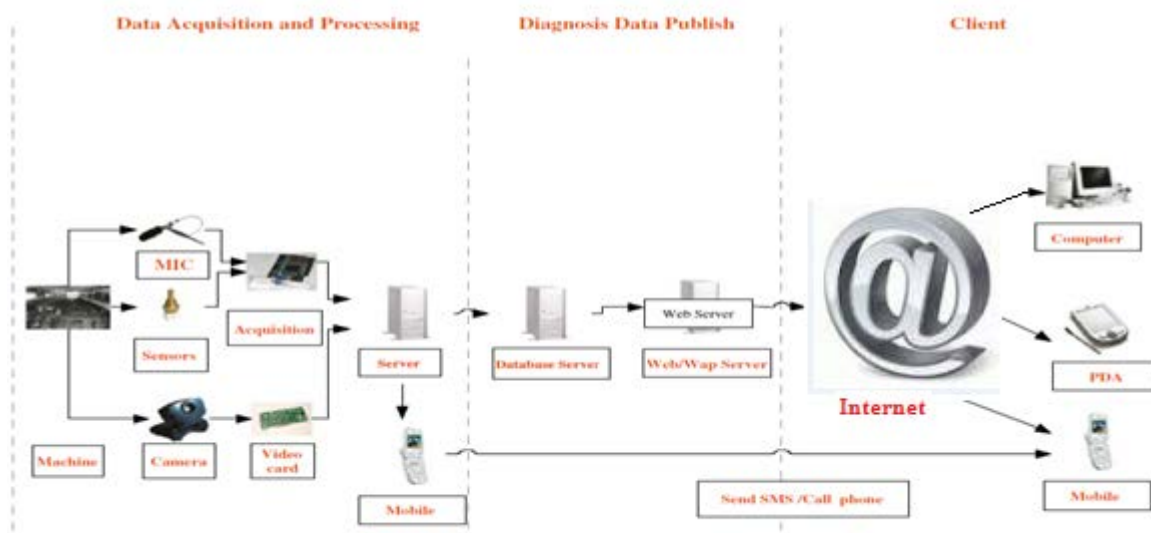 Data Acquisition and Processing
Diagnosis Data Publish
Client
MIC
Sensors
Acquisition
Machine
Camera
Video
card
Server
Mobile
Database Server
Web Server
Web/Wap Server
Internet
Send SMS /Call phone
Computer
PDA
Mobile